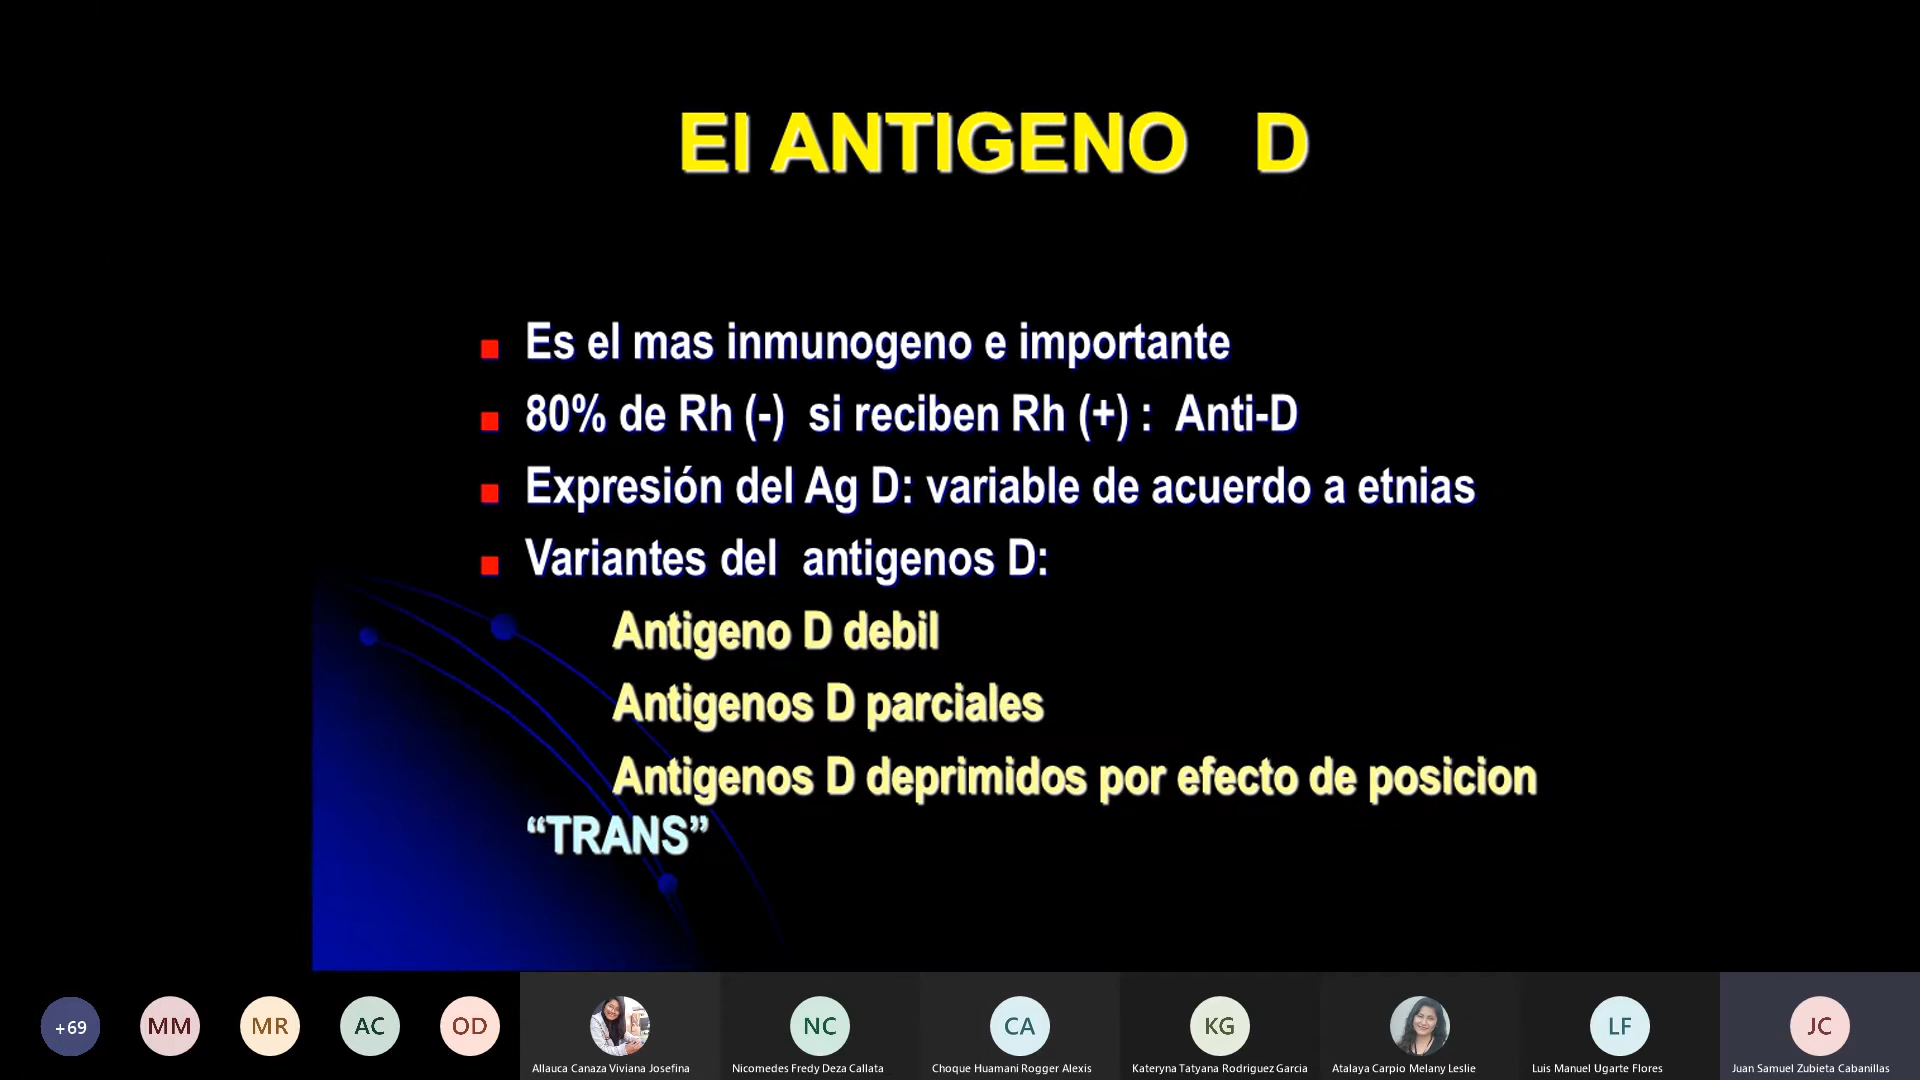 El ANTIGENO D
Es el mas inmunogeno e importante
80% de Rh (-) si reciben Rh (+) : Anti-D
Expresión del Ag D: variable de acuerdo a etnias
Variantes del antigenos D:
Antigeno D debil
Antigenos D parciales
Antigenos D deprimidos por efecto de posicion
“TRANS”
+69 MM MR AC OD NC CA KG LF JC
Allauca Canaza Viviana Josefina Nicomedes Fredy Deza Callata Choque Huamani Rogger Alexis Kateryna Tatyana Rodriguez Garcia Atalaya Carpio Melany Leslie Luis Manuel Ugarte Flores Juan Samuel Zubieta Cabanillas